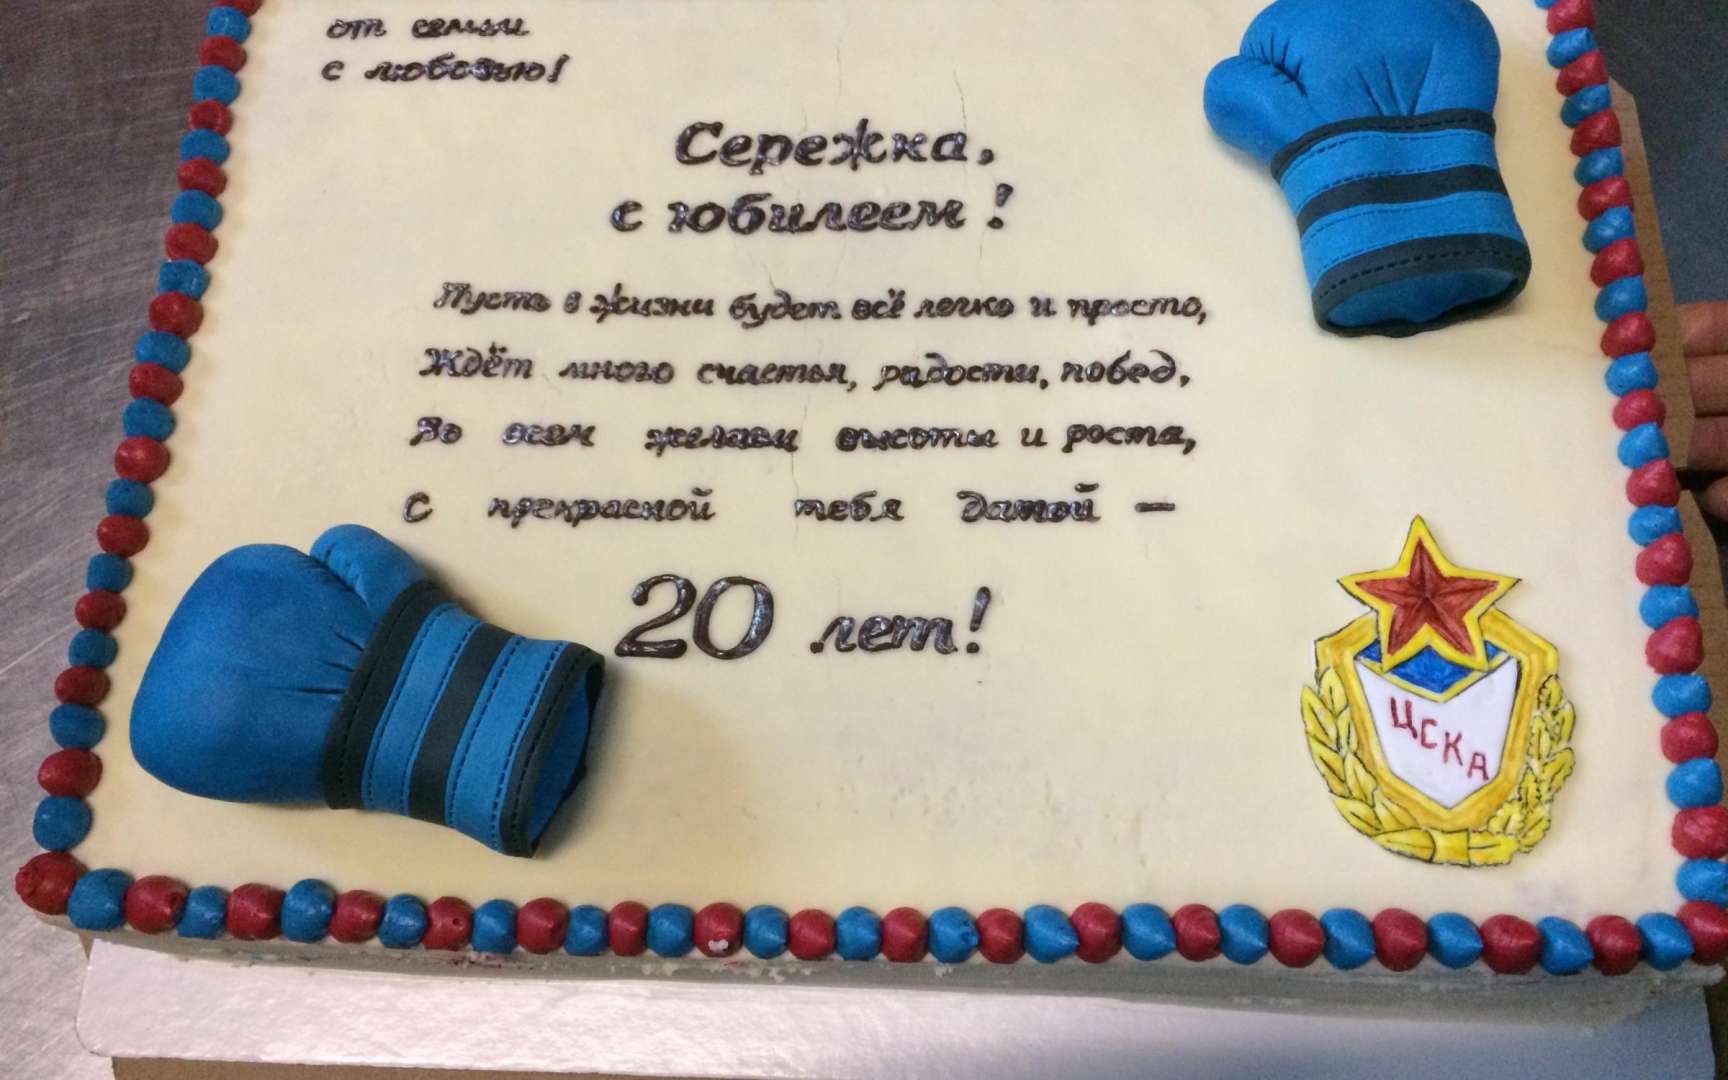 от семьи
с любовью!
Сережка,
с юбилеем!
Пусть в жизни будет всё легко и просто,
Ждёт много счастья, радости, побед,
Во всем желаем высоты и роста,
С прекрасной тебя датой –
20 лет!
ЦСКА